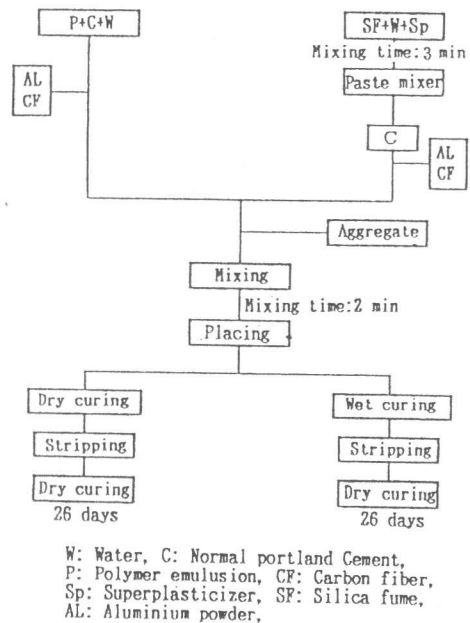 P+C+W
SF+W+Sp
Mixing time:3 min
AL
CF
Paste mixer
C
AL
CF
Aggregate
Mixing
Mixing time:2 min
Placing
Dry curing
Wet curing
Stripping
Stripping
Dry curing
Dry curing
26 days
26 days
W: Water, C: Normal portland Cement,
P: Polymer emulusion, CF: Carbon fiber,
Sp: Superplasticizer, SF: Silica fume,
AL: Aluminium powder,